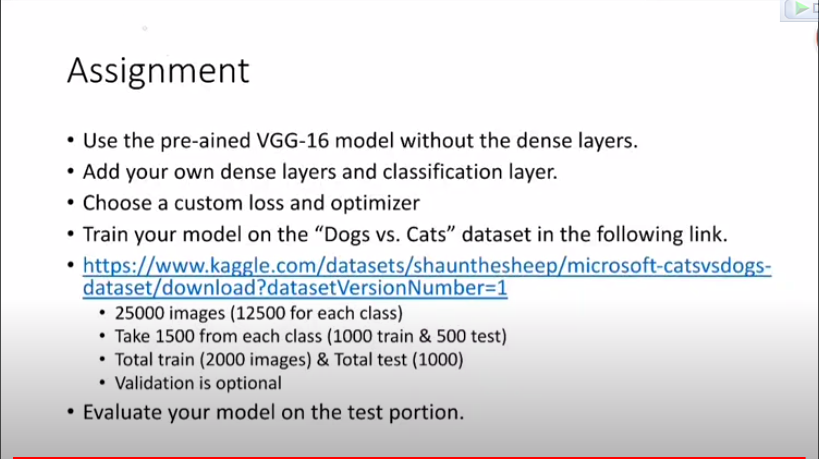 Assignment
• Use the pre-ained VGG-16 model without the dense layers.
• Add your own dense layers and classification layer.
• Choose a custom loss and optimizer
• Train your model on the “Dogs vs. Cats” dataset in the following link.
• https://www.kaggle.com/datasets/shaunthesheep/microsoft-catsvsdogs-
dataset/download?datasetVersionNumber=1
• 25000 images (12500 for each class)
• Take 1500 from each class (1000 train & 500 test)
• Total train (2000 images) & Total test (1000)
• Validation is optional
• Evaluate your model on the test portion.